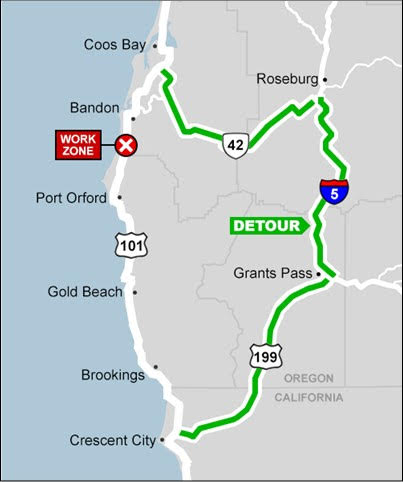 Coos Bay
Roseburg
Bandon
WORK
ZONE
42
5
Port Orford
DETOUR
101
Grants Pass
Gold Beach
199
Brookings
OREGON
CALIFORNIA
Crescent City